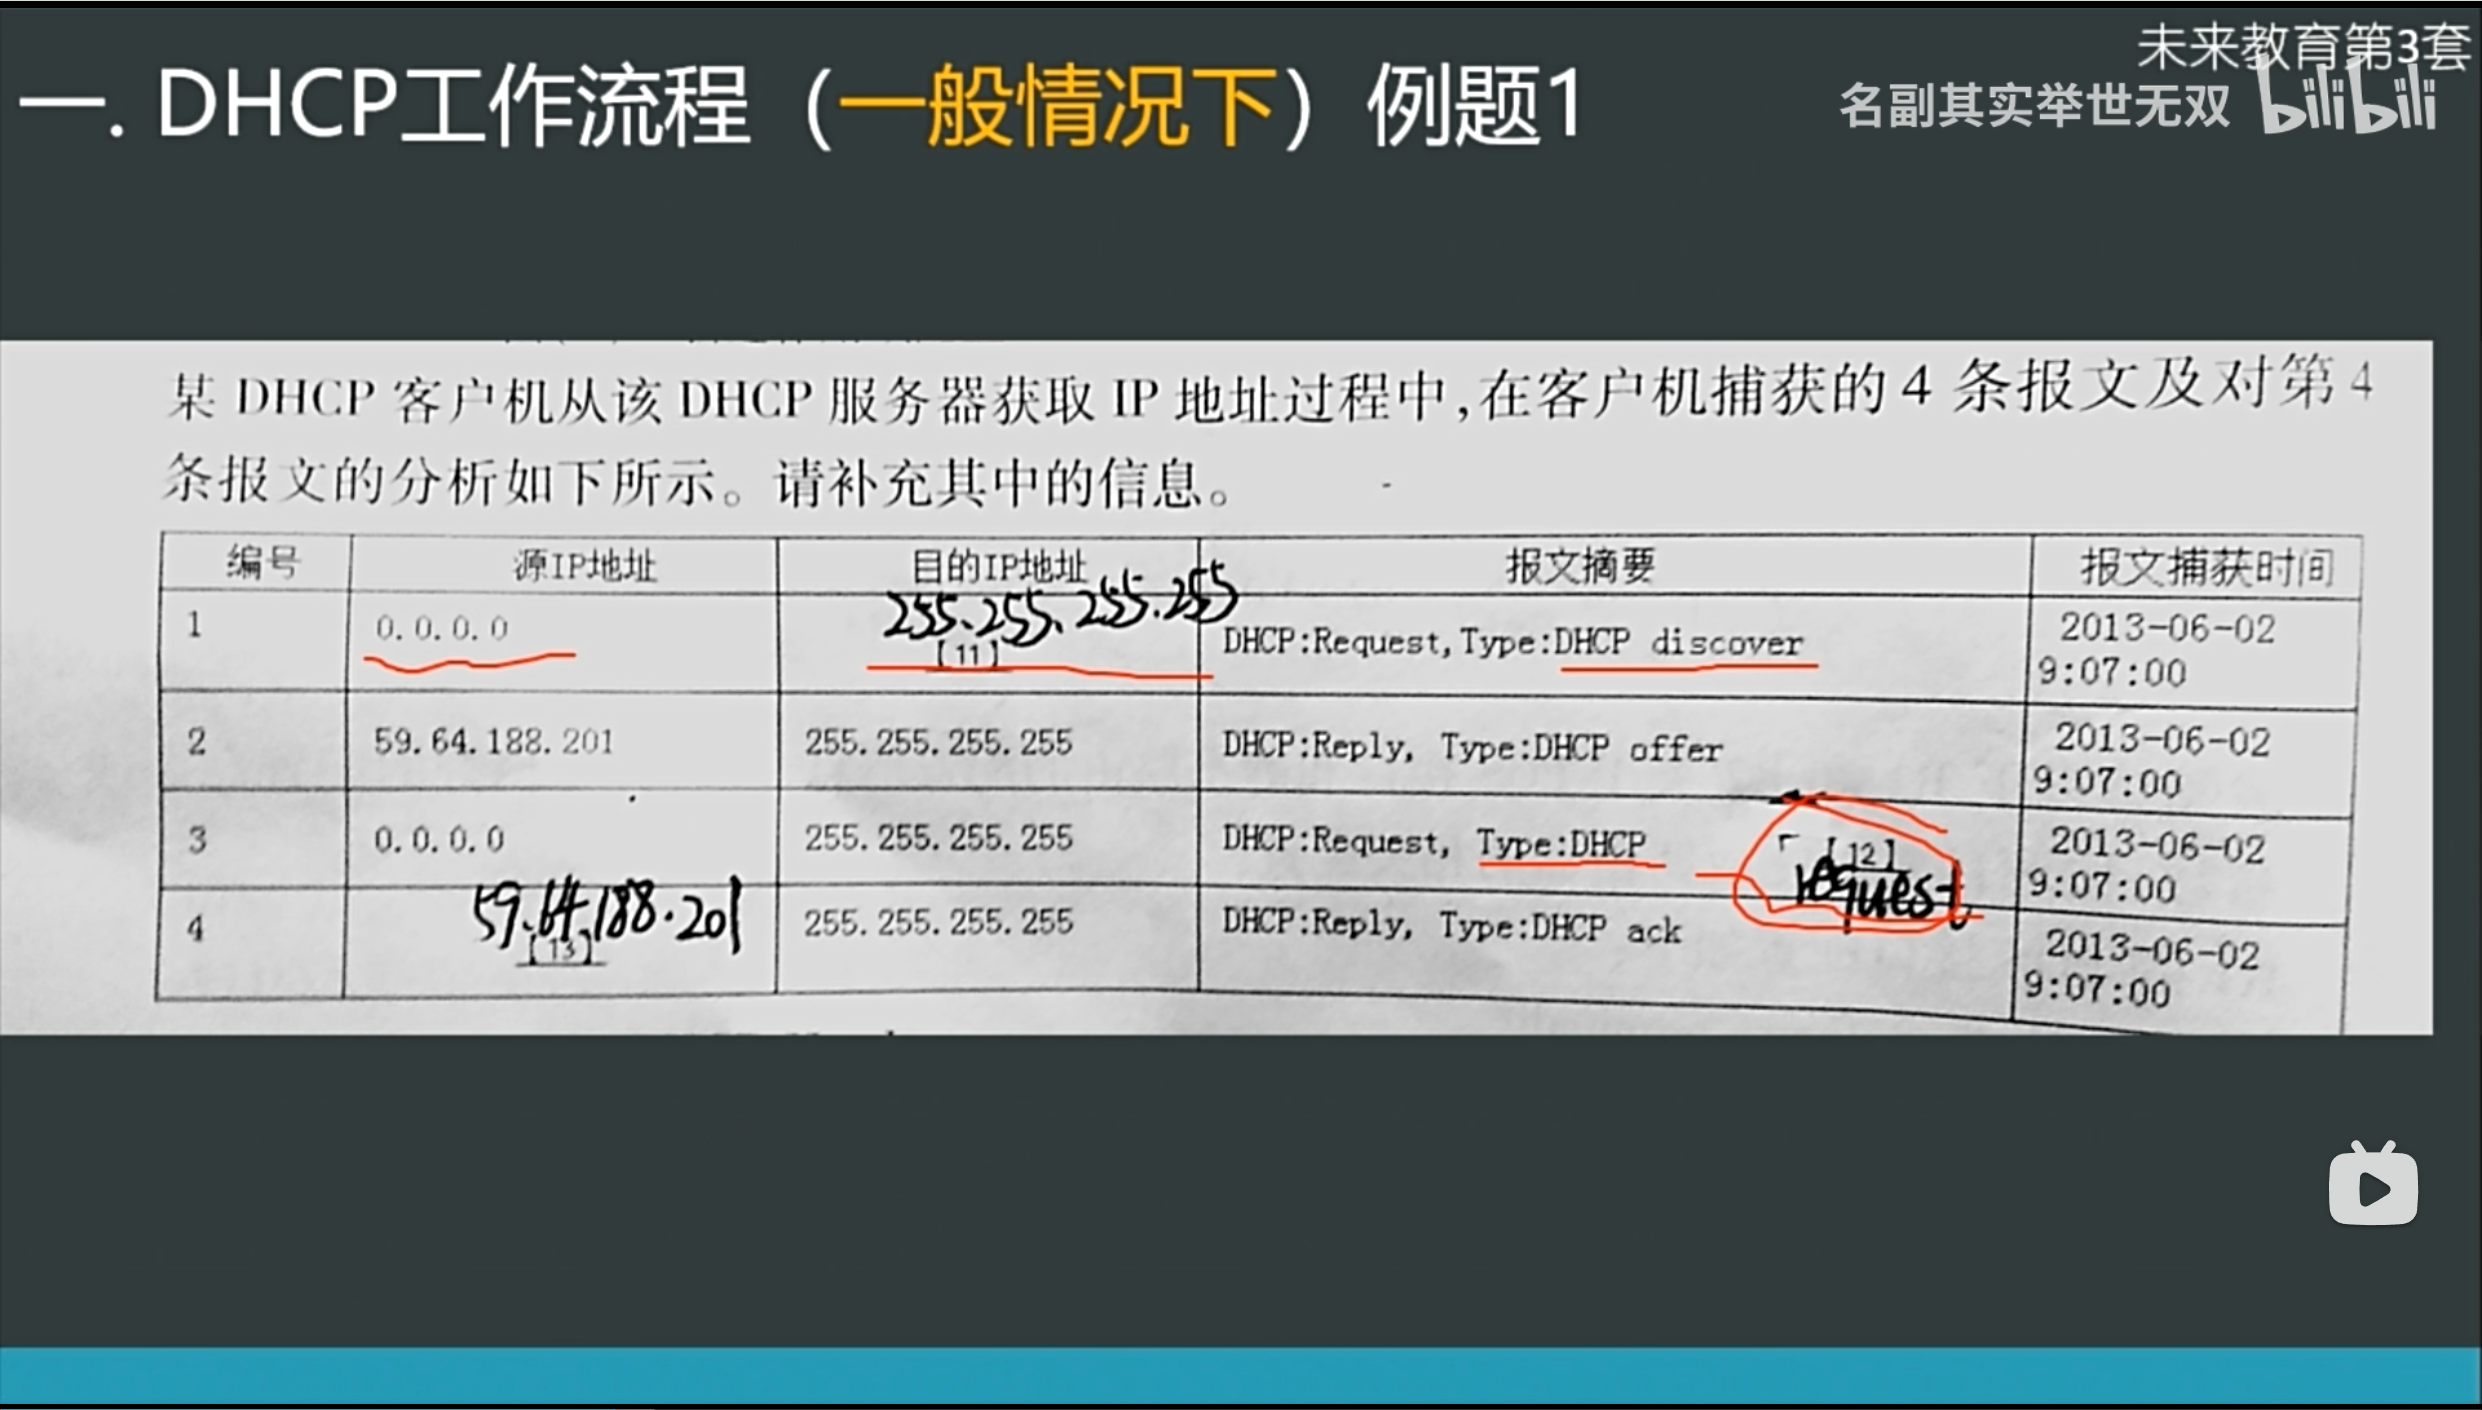 未来教育第3套
一. DHCP工作流程（一般情况下）例题1
名副其实举世无双 bilibili
某 DHCP 客户机从该 DHCP 服务器获取 IP 地址过程中,在客户机捕获的 4 条报文及对第 4
条报文的分析如下所示。请补充其中的信息。
编号 源IP地址 目的IP地址 报文摘要 报文捕获时间
1 0.0.0.0 255.255.255.255 【11】 DHCP:Request,Type:DHCP discover 2013-06-02 9:07:00
2 59.64.188.201 255.255.255.255 DHCP:Reply, Type:DHCP offer 2013-06-02 9:07:00
3 0.0.0.0 255.255.255.255 DHCP:Request, Type:DHCP 【12】 request 2013-06-02 9:07:00
4 59.64.188.201 【13】 255.255.255.255 DHCP:Reply, Type:DHCP ack 2013-06-02 9:07:00